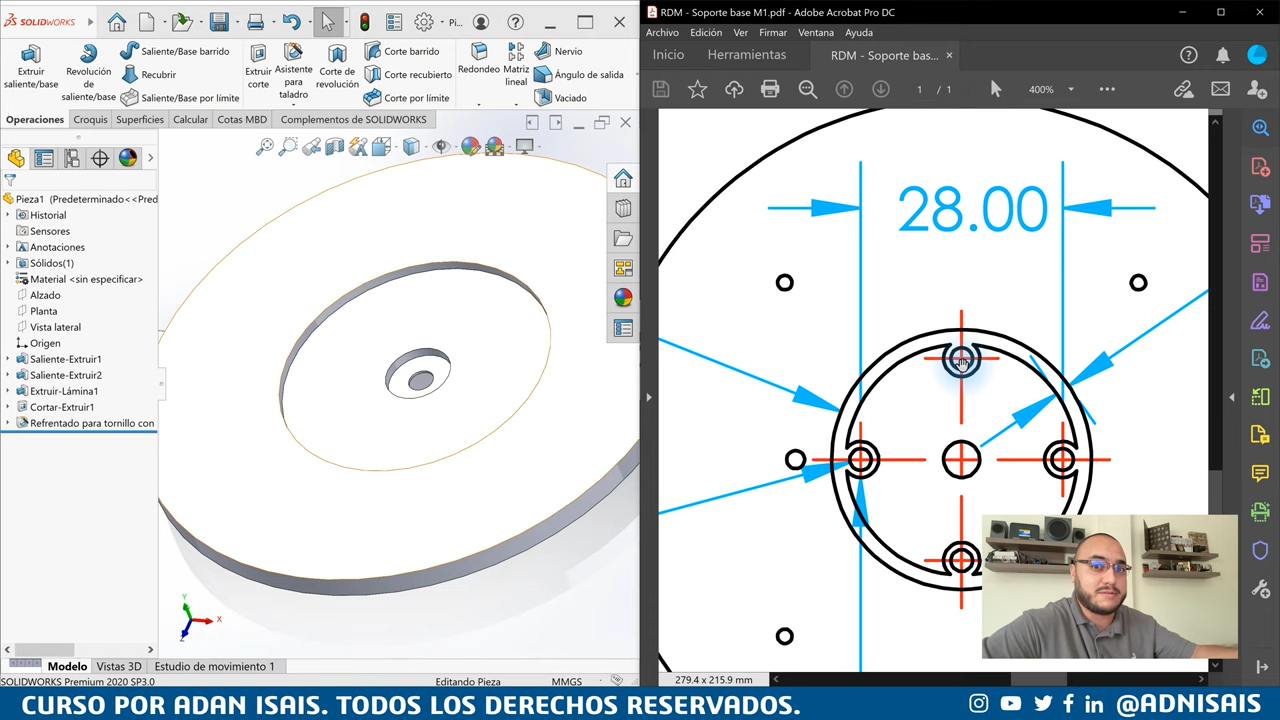 SOLIDWORKS
Pi...
RDM - Soporte base M1.pdf - Adobe Acrobat Pro DC
Archivo Edición Ver Firmar Ventana Ayuda
Inicio Herramientas RDM - Soporte bas... ×
1 / 1 400%
Extruir saliente/base
Revolución de saliente/base
Saliente/Base barrido
Recubrir
Saliente/Base por límite
Extruir corte
Asistente para taladro
Corte de revolución
Corte barrido
Corte recubierto
Corte por límite
Redondeo
Matriz lineal
Nervio
Ángulo de salida
Vaciado
Operaciones Croquis Superficies Calcular Cotas MBD Complementos de SOLIDWORKS
Pieza1 (Predeterminado<<Pred
Historial
Sensores
Anotaciones
Sólidos(1)
Material <sin especificar>
Alzado
Planta
Vista lateral
Origen
Saliente-Extruir1
Saliente-Extruir2
Extruir-Lámina1
Cortar-Extruir1
Refrentado para tornillo con
Y
X
Z
28.00
Modelo Vistas 3D Estudio de movimiento 1
SOLIDWORKS Premium 2020 SP3.0 Editando Pieza MMGS
279.4 x 215.9 mm
CURSO POR ADAN ISAIS. TODOS LOS DERECHOS RESERVADOS. @ADNISAIS